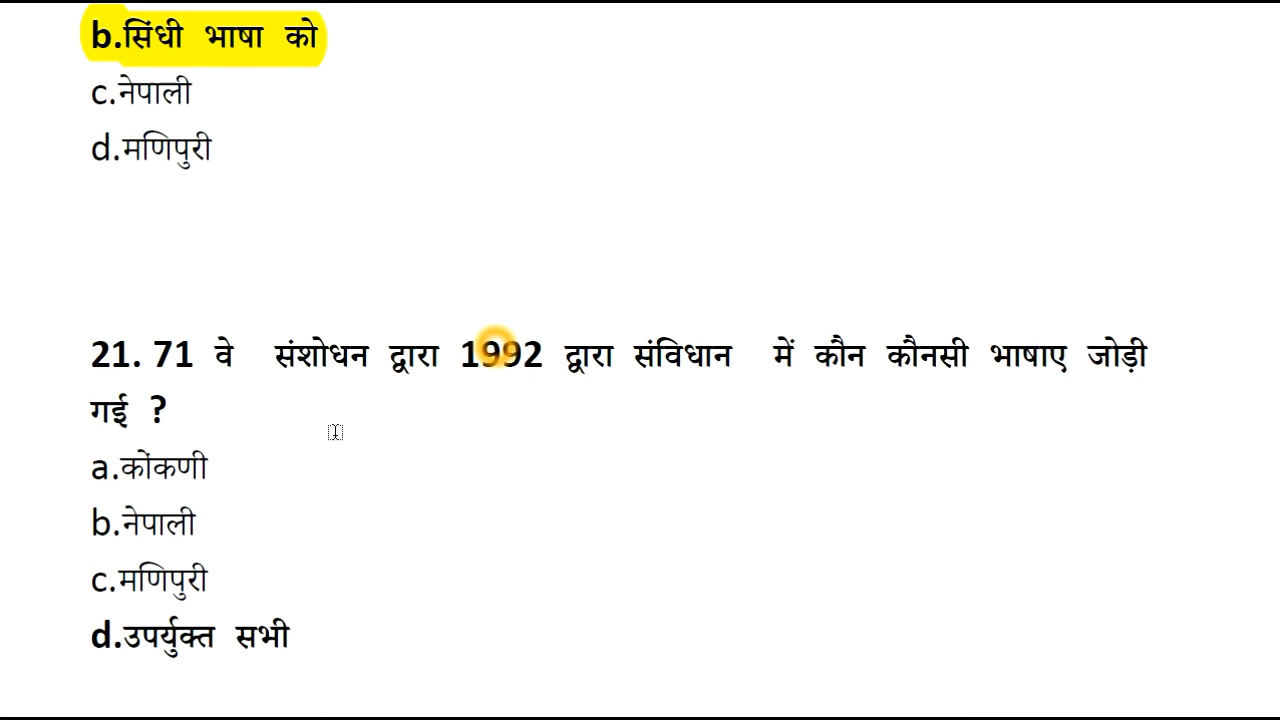 b.सिंधी भाषा को
c.नेपाली
d.मणिपुरी
21. 71 वे संशोधन द्वारा 1992 द्वारा संविधान में कौन कौनसी भाषाए जोड़ी
गई ?
a.कोंकणी
b.नेपाली
c.मणिपुरी
d.उपर्युक्त सभी